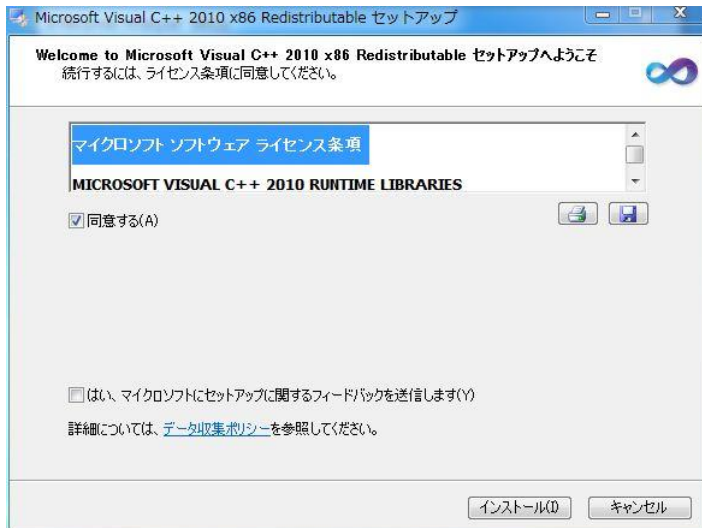 Microsoft Visual C++ 2010 x86 Redistributable セットアップ
Welcome to Microsoft Visual C++ 2010 x86 Redistributable セットアップへようこそ
続行するには、ライセンス条項に同意してください。
マイクロソフト ソフトウェア ライセンス条項
MICROSOFT VISUAL C++ 2010 RUNTIME LIBRARIES
同意する(A)
はい、マイクロソフトにセットアップに関するフィードバックを送信します(Y)
詳細については、データ収集ポリシーを参照してください。
インストール(I) キャンセル